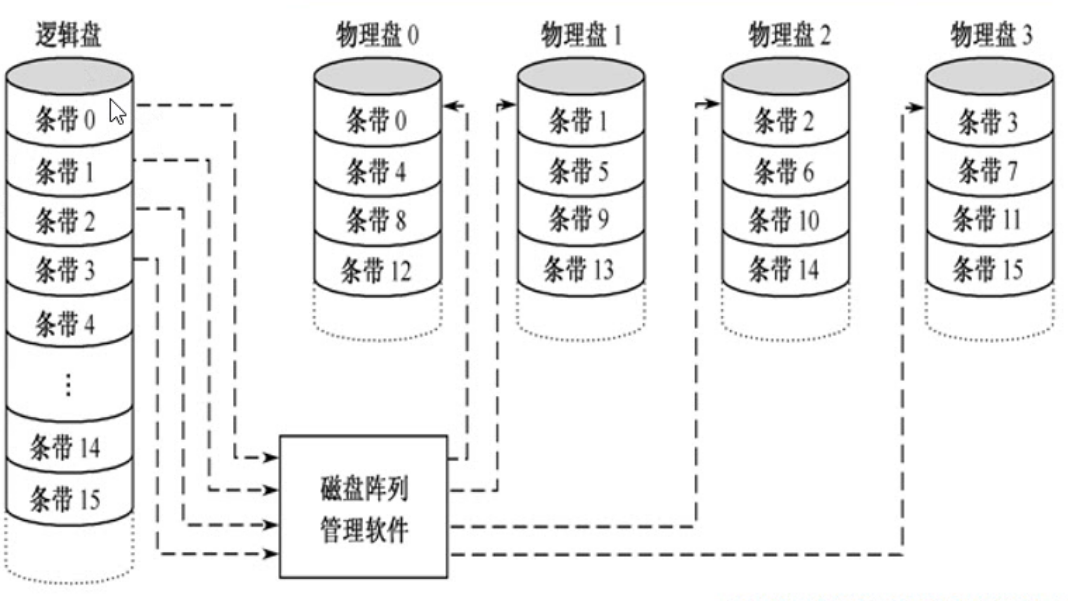 逻辑盘
物理盘 0
物理盘 1
物理盘 2
物理盘 3
条带 0
条带 1
条带 2
条带 3
条带 4
⋮
条带 14
条带 15
条带 0
条带 4
条带 8
条带 12
条带 1
条带 5
条带 9
条带 13
条带 2
条带 6
条带 10
条带 14
条带 3
条带 7
条带 11
条带 15
磁盘阵列
管理软件